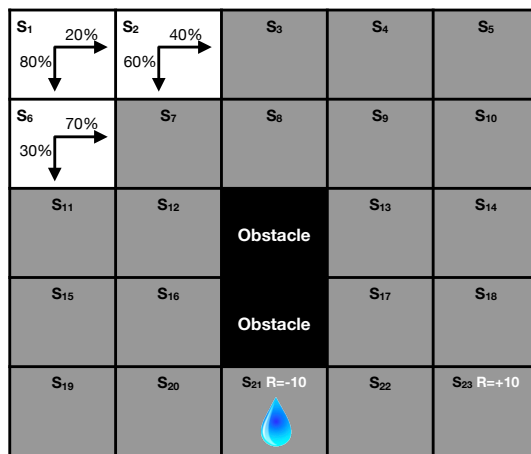 S₁ S₂ S₃ S₄ S₅
20% 40%
80% 60%
S₆ S₇ S₈ S₉ S₁₀
70%
30%
S₁₁ S₁₂ S₁₃ S₁₄
Obstacle
S₁₅ S₁₆ S₁₇ S₁₈
Obstacle
S₁₉ S₂₀ S₂₁ R=-10 S₂₂ S₂₃ R=+10